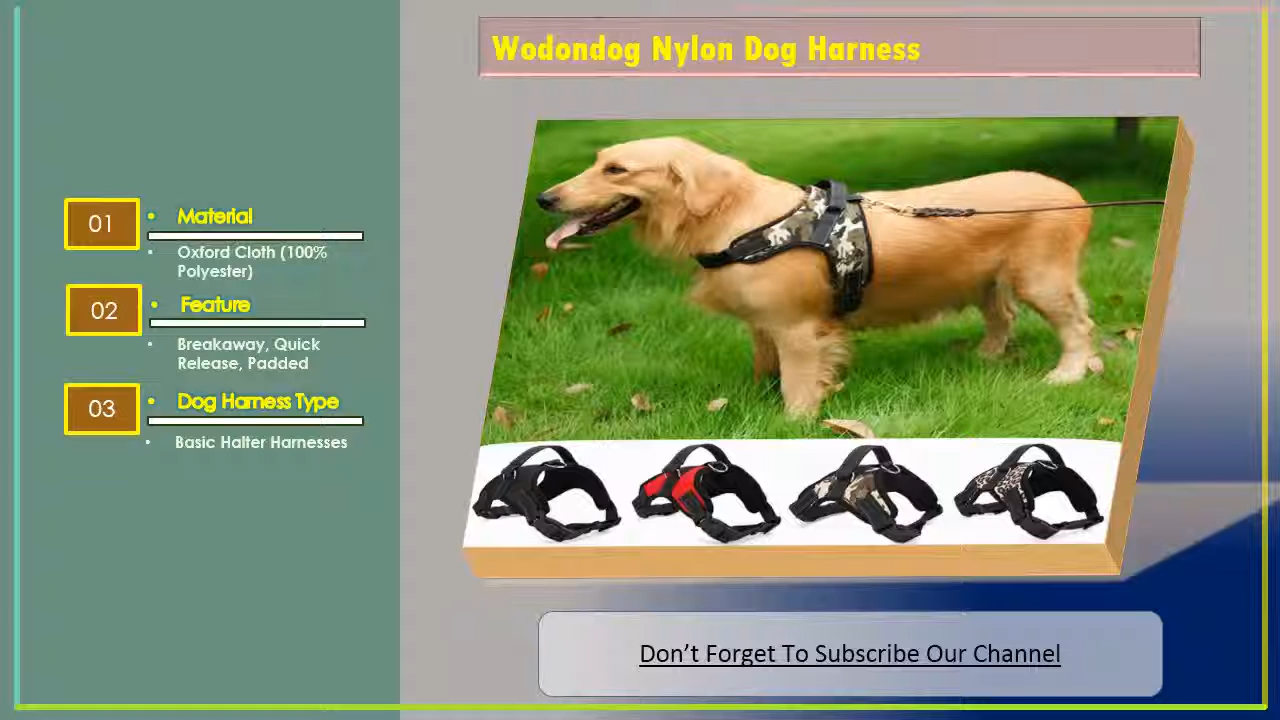 Wodondog Nylon Dog Harness
01
• Material
• Oxford Cloth (100%
Polyester)
02
• Feature
• Breakaway, Quick
Release, Padded
03
• Dog Harness Type
• Basic Halter Harnesses
Don’t Forget To Subscribe Our Channel